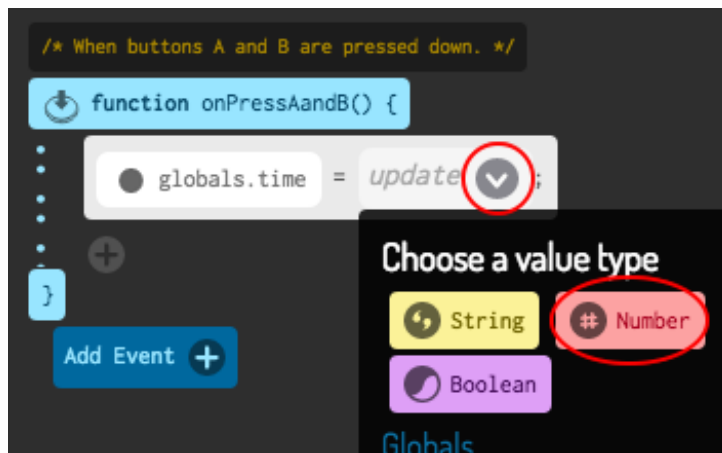 /* When buttons A and B are pressed down. */
function onPressAandB() {
globals.time = update ;
Choose a value type
String # Number
}
Boolean
Add Event +
Globals